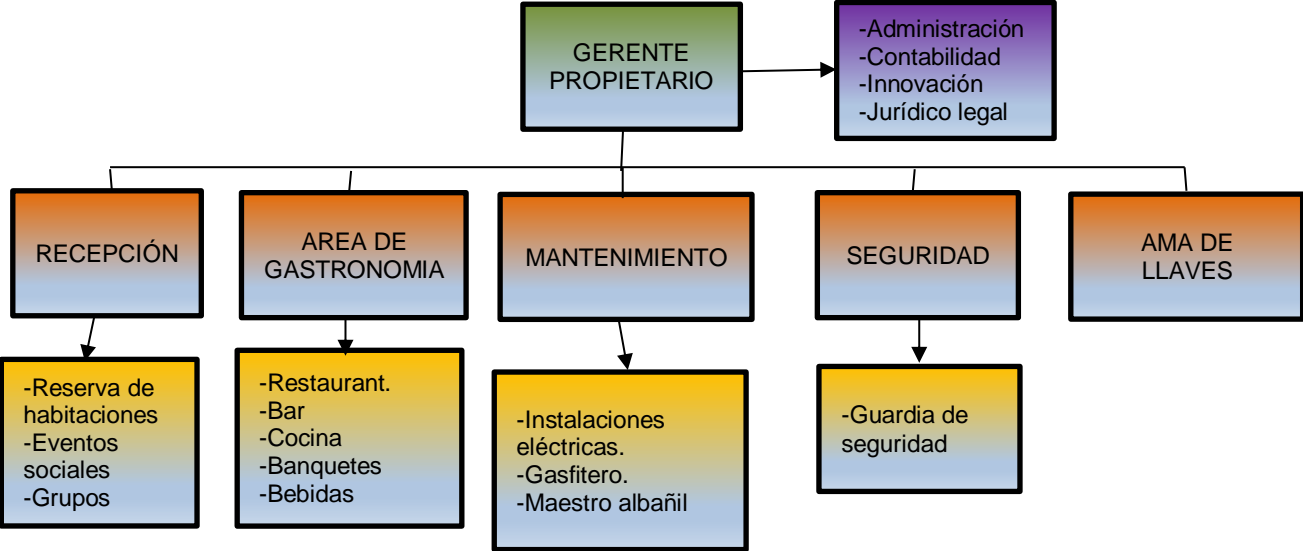 GERENTE
PROPIETARIO
-Administración
-Contabilidad
-Innovación
-Jurídico legal
RECEPCIÓN
AREA DE
GASTRONOMIA
MANTENIMIENTO
SEGURIDAD
AMA DE
LLAVES
-Reserva de
habitaciones
-Eventos
sociales
-Grupos
-Restaurant.
-Bar
-Cocina
-Banquetes
-Bebidas
-Instalaciones
eléctricas.
-Gasfitero.
-Maestro albañil
-Guardia de
seguridad